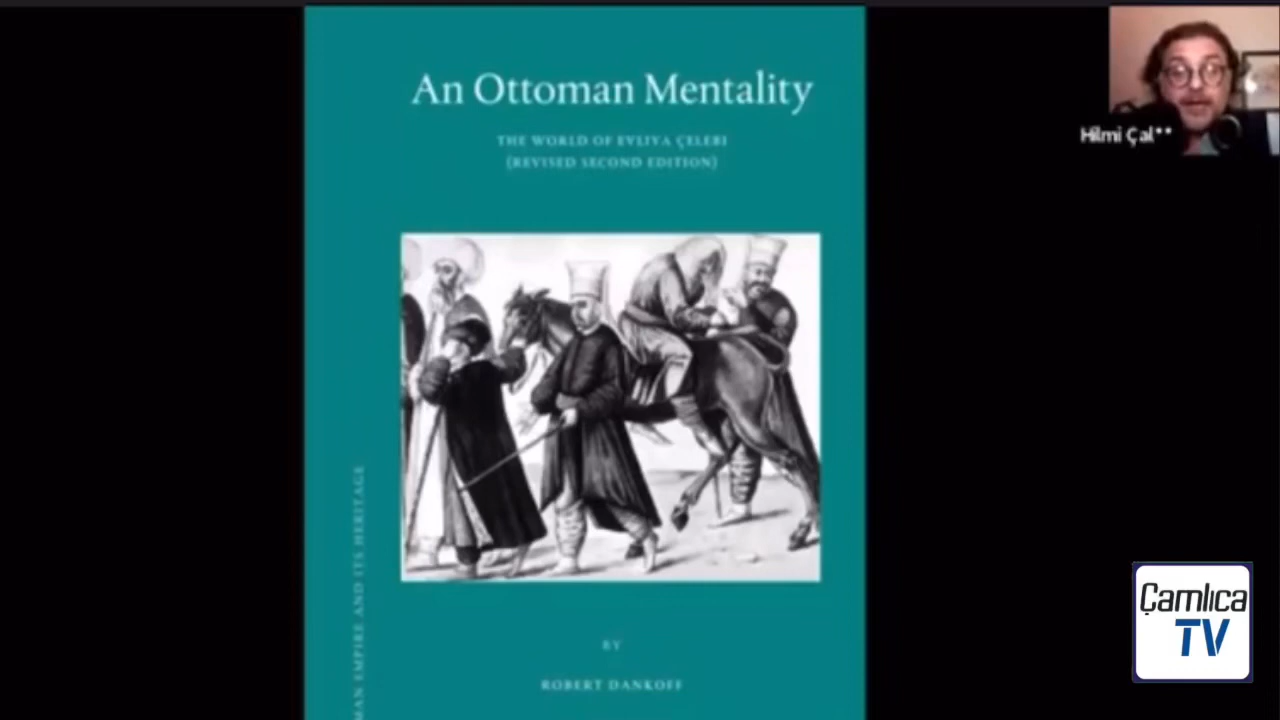 An Ottoman Mentality
THE WORLD OF EVLIYA ÇELEBI
(REVISED SECOND EDITION)
Hilmi Çal**
MAN EMPIRE AND ITS HERITAGE
BY
ROBERT DANKOFF
Çamlıca
TV